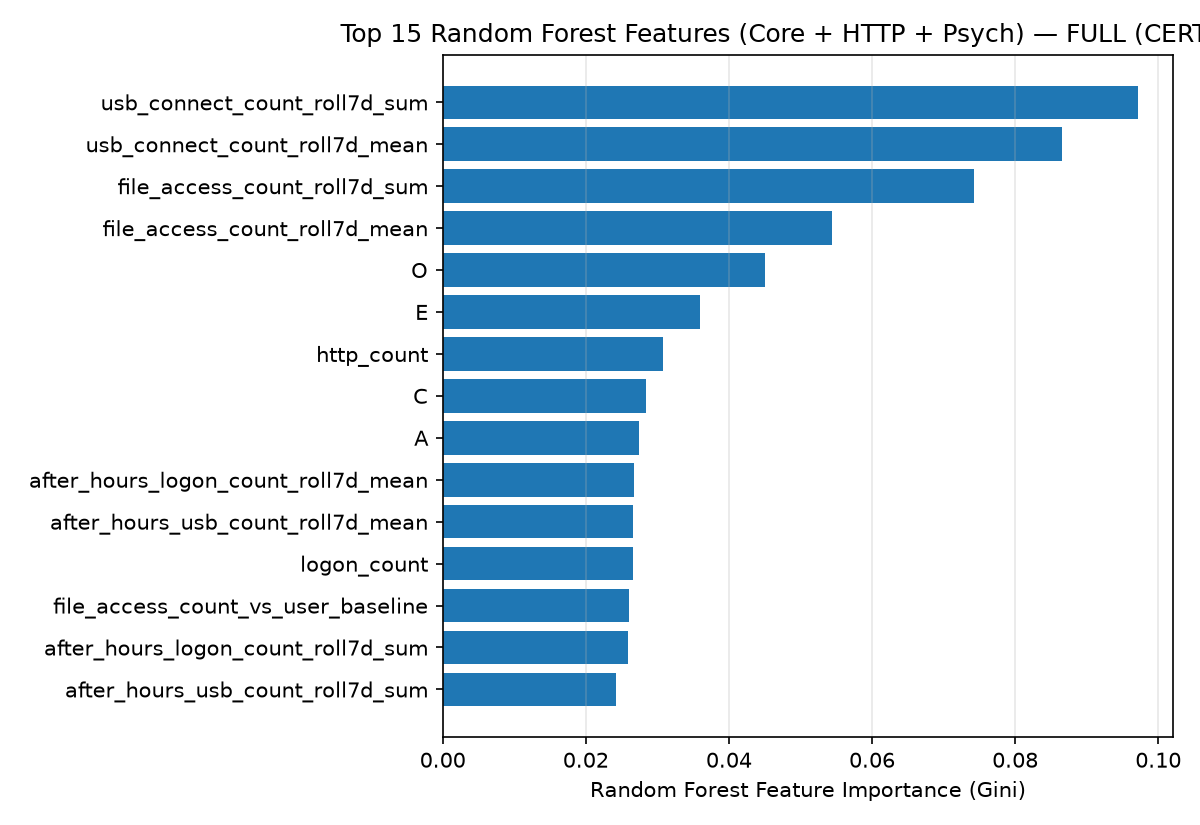 Top 15 Random Forest Features (Core + HTTP + Psych) — FULL (CERT
usb_connect_count_roll7d_sum
usb_connect_count_roll7d_mean
file_access_count_roll7d_sum
file_access_count_roll7d_mean
O
E
http_count
C
A
after_hours_logon_count_roll7d_mean
after_hours_usb_count_roll7d_mean
logon_count
file_access_count_vs_user_baseline
after_hours_logon_count_roll7d_sum
after_hours_usb_count_roll7d_sum
0.00 0.02 0.04 0.06 0.08 0.10
Random Forest Feature Importance (Gini)